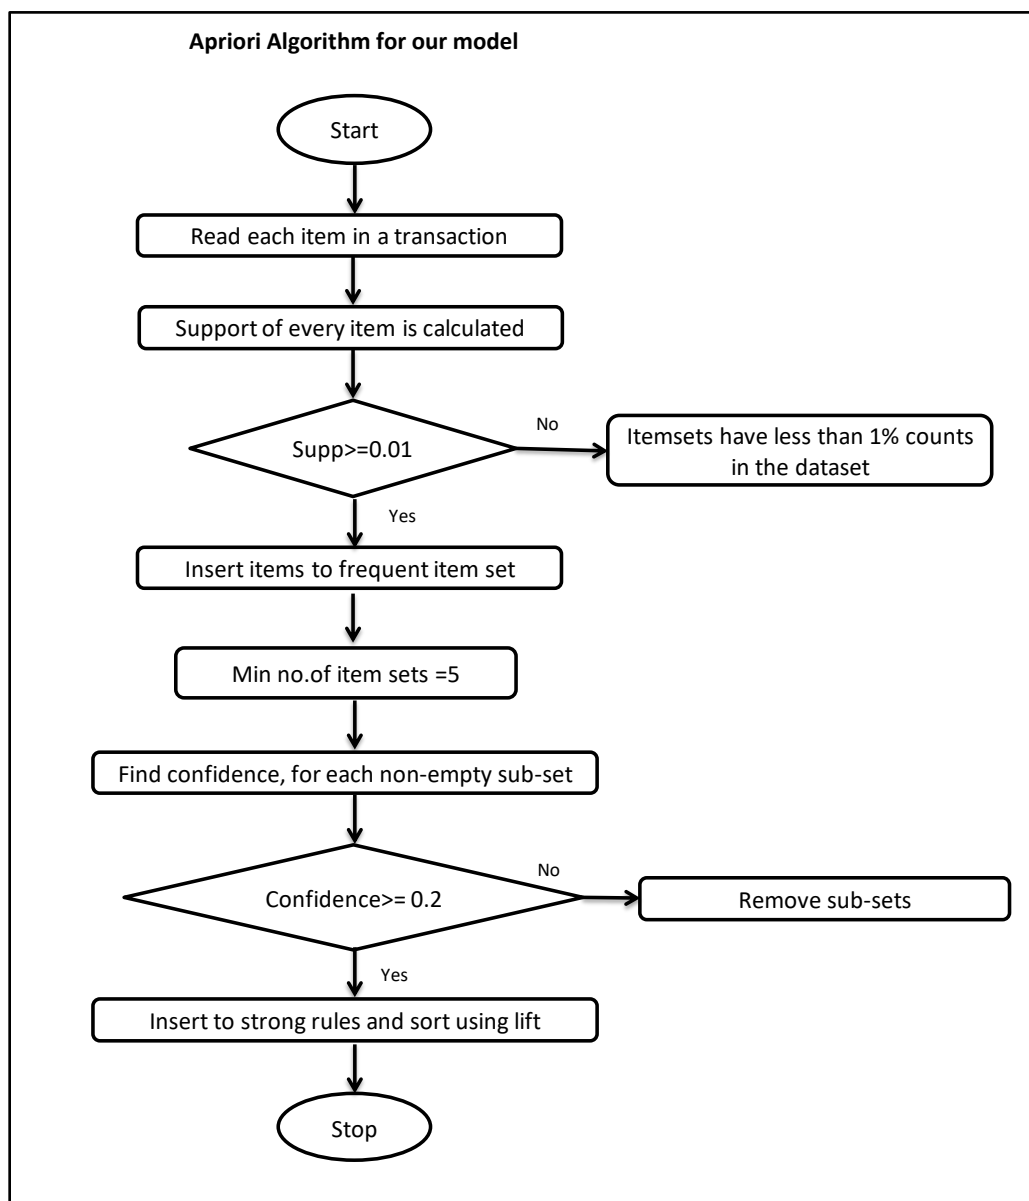 Apriori Algorithm for our model
Start
Read each item in a transaction
Support of every item is calculated
Supp>=0.01
No
Itemsets have less than 1% counts
in the dataset
Yes
Insert items to frequent item set
Min no.of item sets =5
Find confidence, for each non-empty sub-set
Confidence>= 0.2
No
Remove sub-sets
Yes
Insert to strong rules and sort using lift
Stop